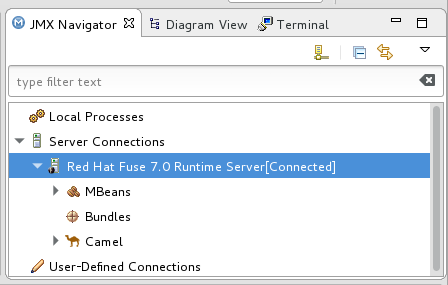 JMX Navigator Diagram View Terminal
type filter text
Local Processes
Server Connections
Red Hat Fuse 7.0 Runtime Server[Connected]
MBeans
Bundles
Camel
User-Defined Connections